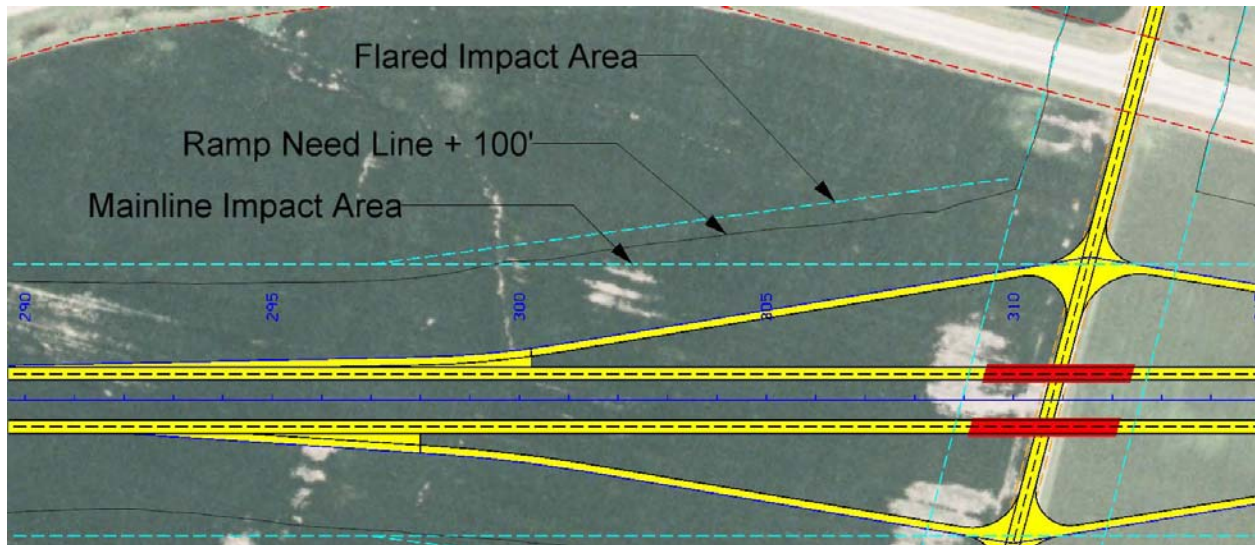 Flared Impact Area
Ramp Need Line + 100'
Mainline Impact Area
290
295
300
305
310